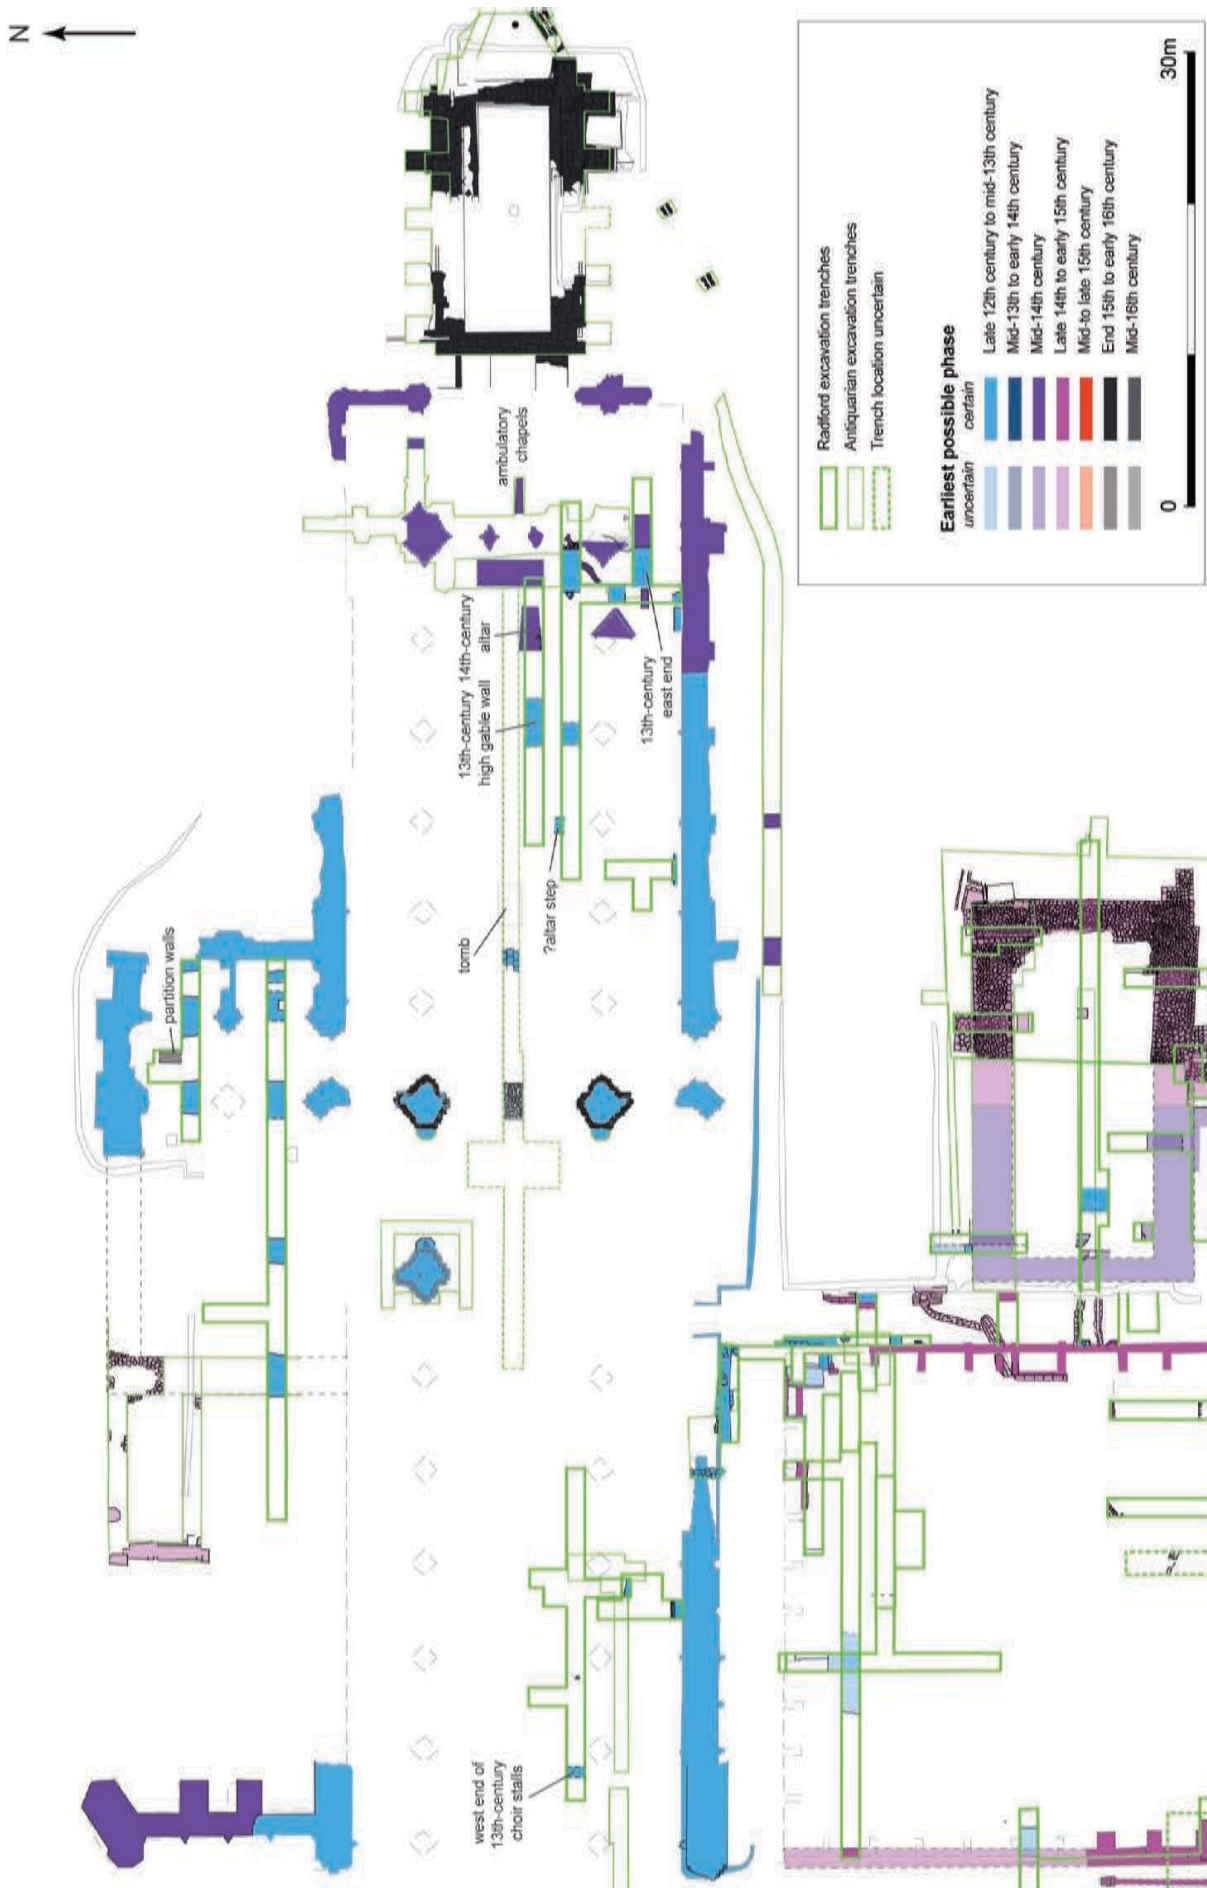 N
partition walls
tomb
13th-century
high gable wall
14th-century
altar
ambulatory
chapels
?altar step
13th-century
east end
west end of
13th-century
choir stalls
Radford excavation trenches
Antiquarian excavation trenches
Trench location uncertain
Earliest possible phase
uncertain certain
Late 12th century to mid-13th century
Mid-13th to early 14th century
Mid-14th century
Late 14th to early 15th century
Mid-to late 15th century
End 15th to early 16th century
Mid-16th century
0 30m